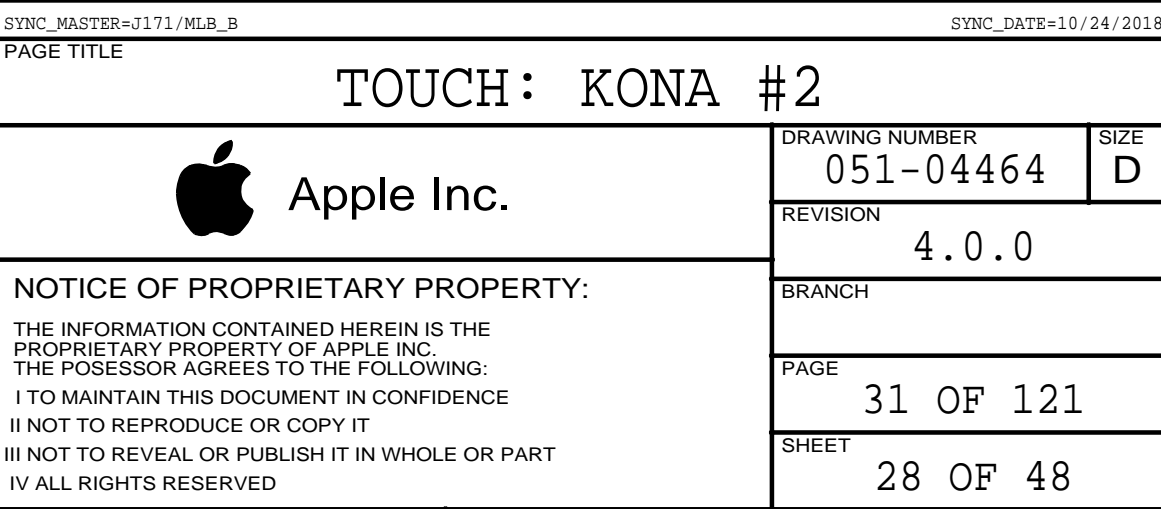 SYNC_MASTER=J171/MLB_B SYNC_DATE=10/24/2018
PAGE TITLE
TOUCH: KONA #2
Apple Inc.
DRAWING NUMBER
051-04464
SIZE
D
REVISION
4.0.0
NOTICE OF PROPRIETARY PROPERTY:
THE INFORMATION CONTAINED HEREIN IS THE
PROPRIETARY PROPERTY OF APPLE INC.
THE POSESSOR AGREES TO THE FOLLOWING:
I TO MAINTAIN THIS DOCUMENT IN CONFIDENCE
II NOT TO REPRODUCE OR COPY IT
III NOT TO REVEAL OR PUBLISH IT IN WHOLE OR PART
IV ALL RIGHTS RESERVED
BRANCH
PAGE
31 OF 121
SHEET
28 OF 48